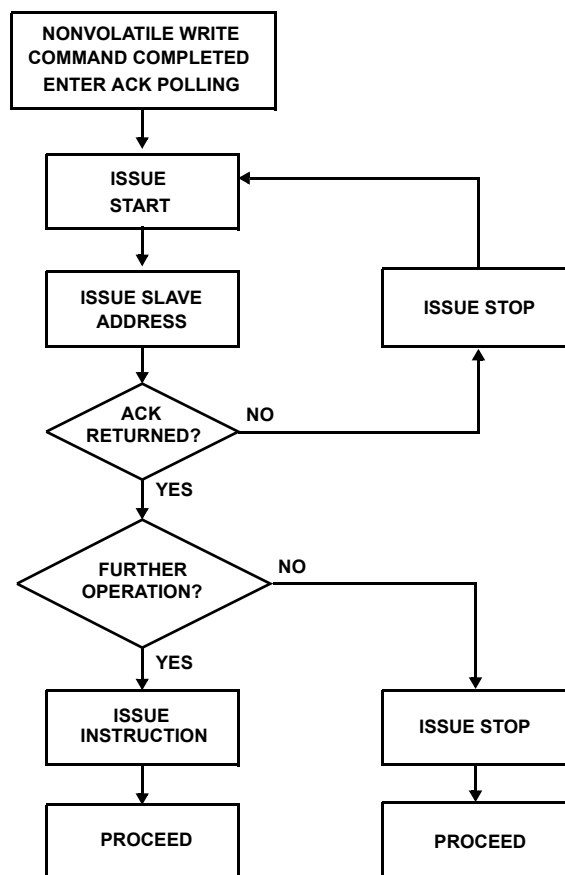 NONVOLATILE WRITE
COMMAND COMPLETED
ENTER ACK POLLING
ISSUE
START
ISSUE SLAVE
ADDRESS
ISSUE STOP
ACK
RETURNED?
NO
YES
FURTHER
OPERATION?
NO
YES
ISSUE
INSTRUCTION
ISSUE STOP
PROCEED
PROCEED